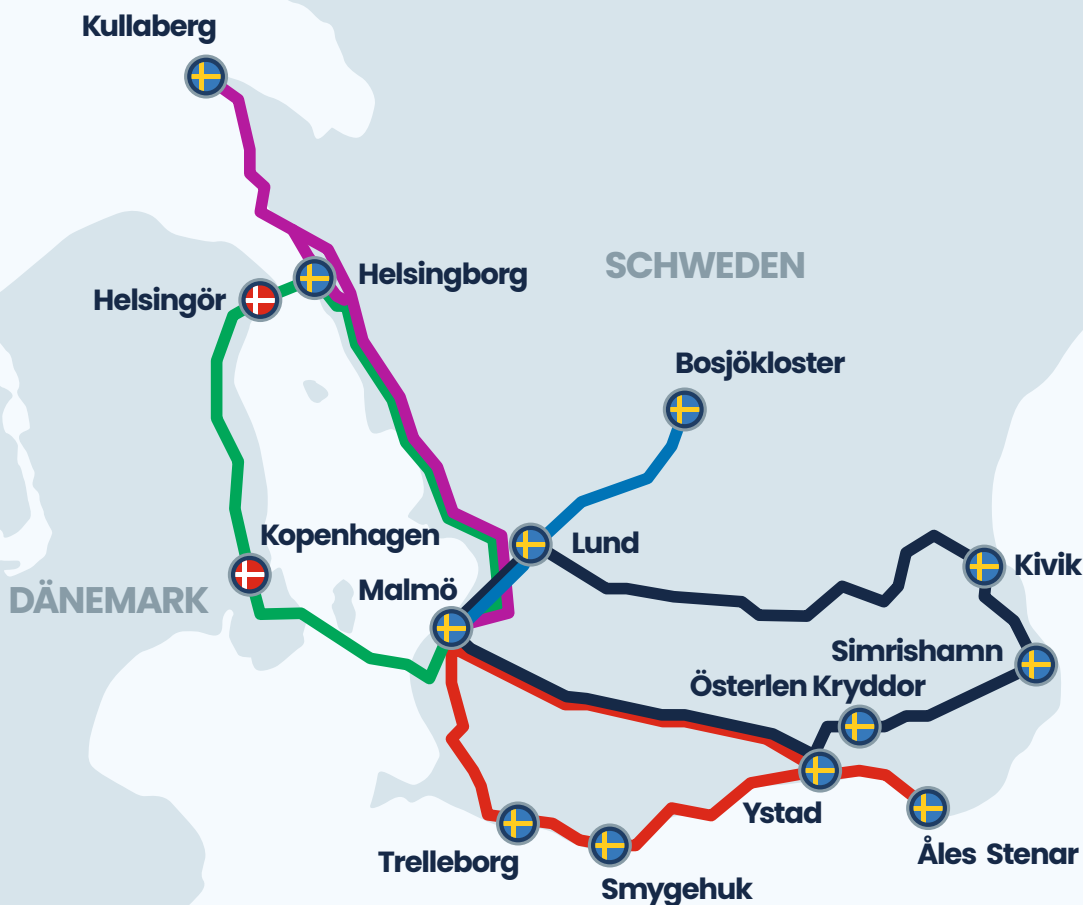 Kullaberg
Helsingborg
SCHWEDEN
Helsingör
Bosjökloster
Kopenhagen
Lund
Kivik
Malmö
DÄNEMARK
Simrishamn
Österlen Kryddor
Ystad
Åles Stenar
Trelleborg
Smygehuk